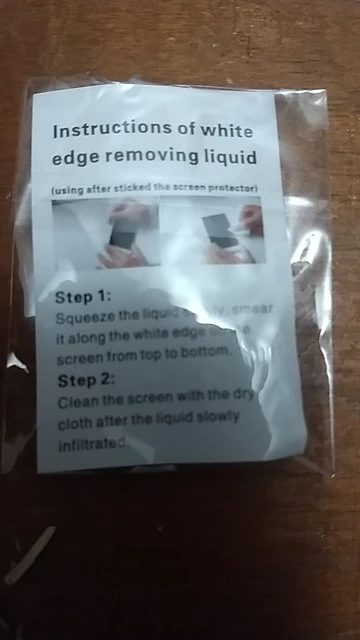 Instructions of white
edge removing liquid
(using after sticked the screen protector)
Step 1:
Squeeze the liquid smear
it along the white edge
screen from top to bottom.
Step 2:
Clean the screen with the dry
cloth after the liquid slowly
infiltrated